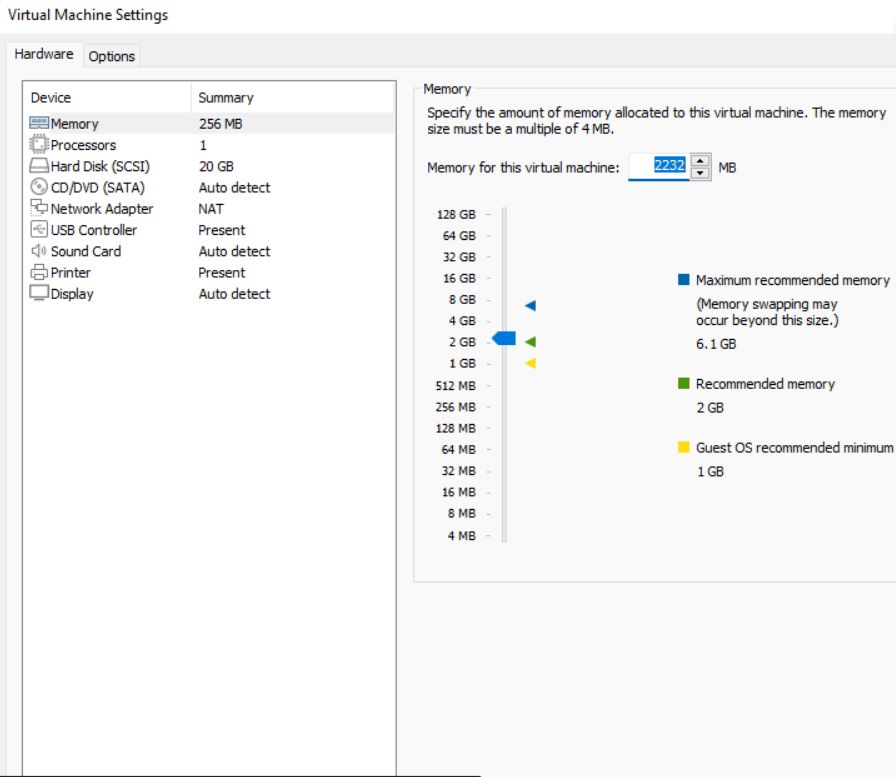 Virtual Machine Settings
Hardware Options
Device Summary
Memory 256 MB
Processors 1
Hard Disk (SCSI) 20 GB
CD/DVD (SATA) Auto detect
Network Adapter NAT
USB Controller Present
Sound Card Auto detect
Printer Present
Display Auto detect
Memory
Specify the amount of memory allocated to this virtual machine. The memory
size must be a multiple of 4 MB.
Memory for this virtual machine: 2232 MB
128 GB
64 GB
32 GB
16 GB
8 GB
4 GB
2 GB
1 GB
512 MB
256 MB
128 MB
64 MB
32 MB
16 MB
8 MB
4 MB
Maximum recommended memory
(Memory swapping may
occur beyond this size.)
6.1 GB
Recommended memory
2 GB
Guest OS recommended minimum
1 GB